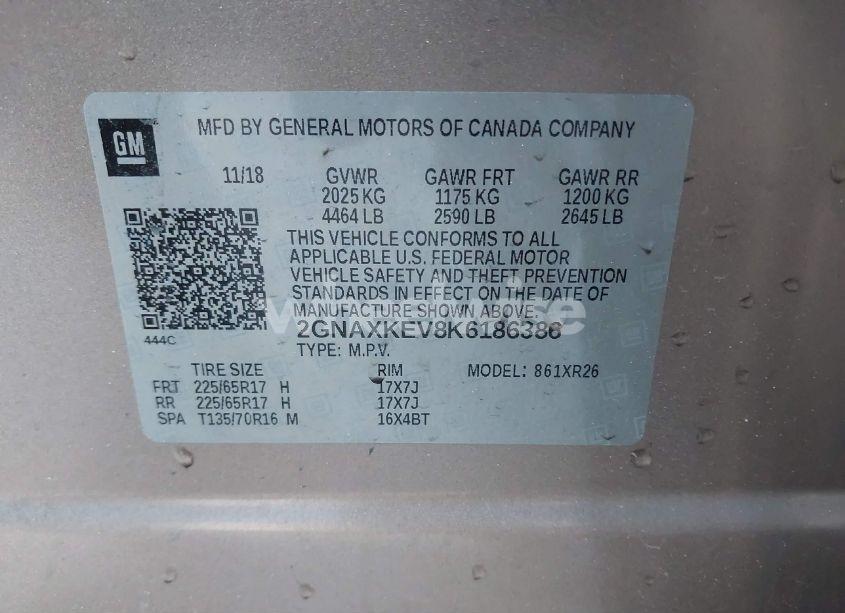 GM
MFD BY GENERAL MOTORS OF CANADA COMPANY
11/18 GVWR GAWR FRT GAWR RR
2025 KG 1175 KG 1200 KG
4464 LB 2590 LB 2645 LB
THIS VEHICLE CONFORMS TO ALL
APPLICABLE U.S. FEDERAL MOTOR
VEHICLE SAFETY AND THEFT PREVENTION
STANDARDS IN EFFECT ON THE DATE OF
MANUFACTURE SHOWN ABOVE.
2GNAXKEV8K6186386
444C
TYPE: M.P.V.
TIRE SIZE RIM MODEL: 861XR26
FRT 225/65R17 H 17X7J
RR 225/65R17 H 17X7J
SPA T135/70R16 M 16X4BT